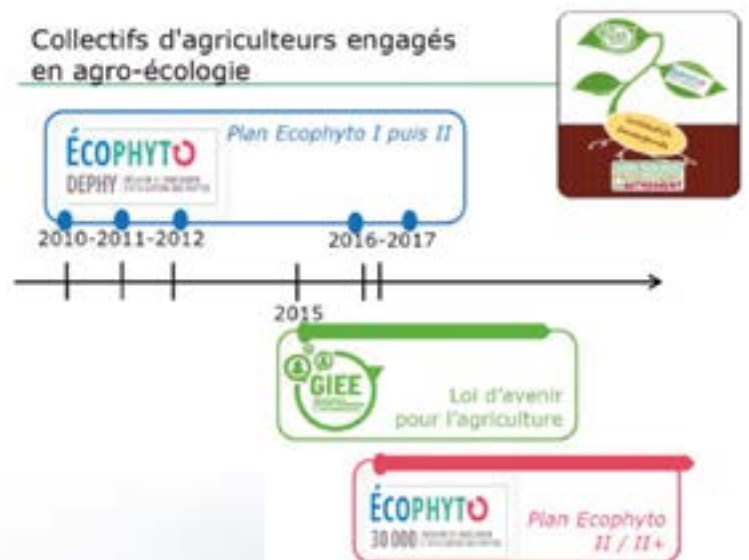 Collectifs d'agriculteurs engagés
en agro-écologie
ÉCOPHYTO
DEPHY
Plan Ecophyto I puis II
2010-2011-2012
2016-2017
2015
GIEE
Loi d'avenir
pour l'agriculture
ÉCOPHYTO
30 000
Plan Ecophyto
II / II+